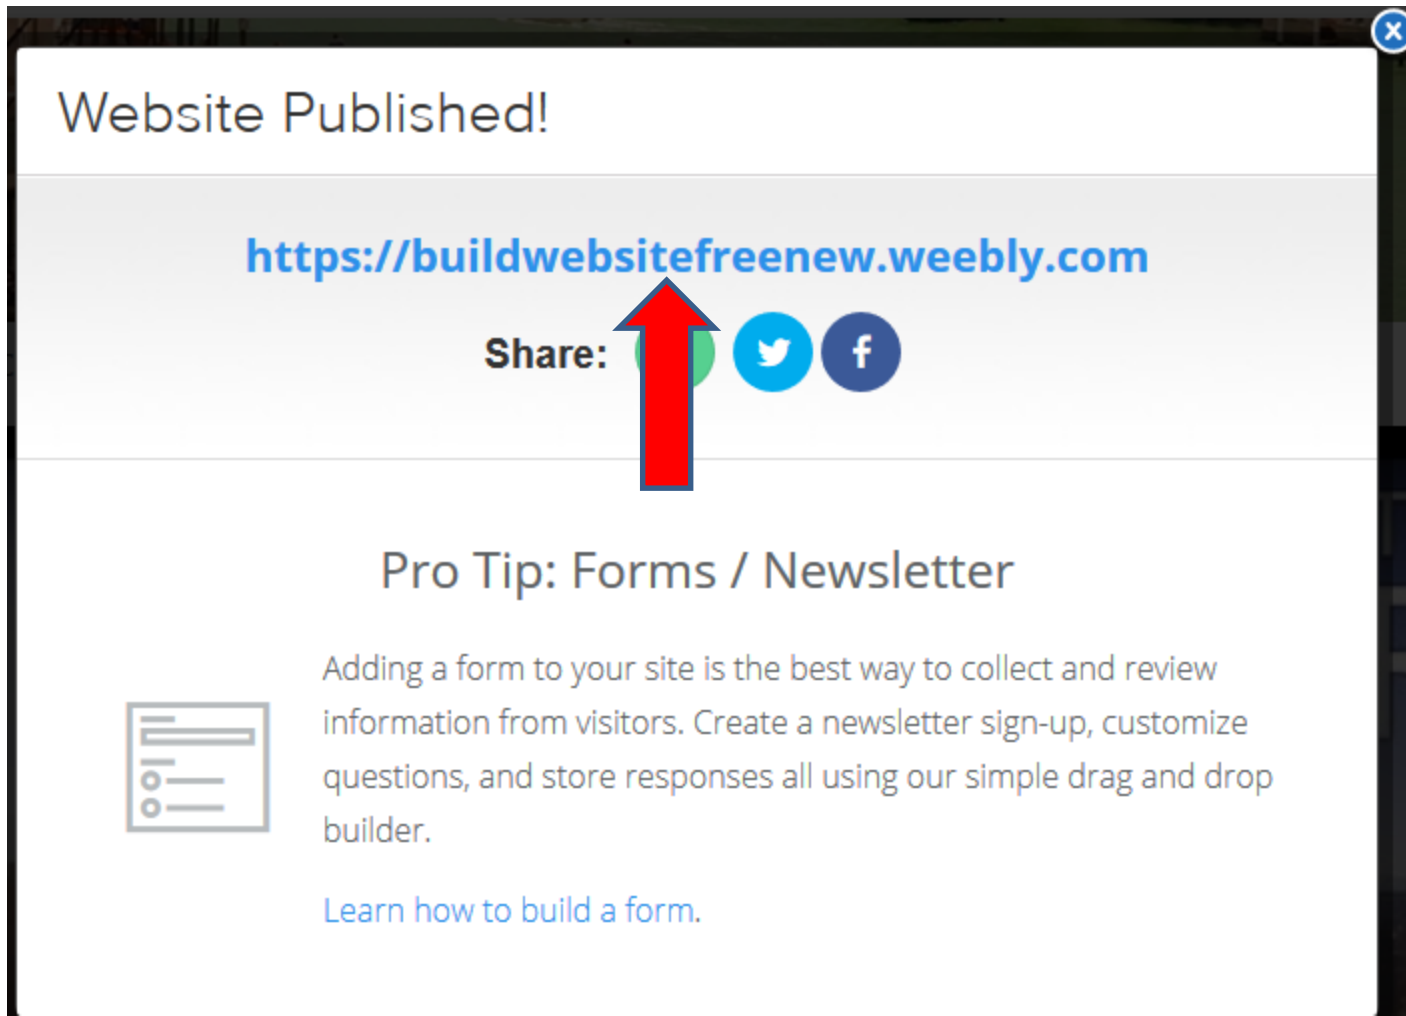 Website Published!
https://buildwebsitefreenew.weebly.com
Share:
Pro Tip: Forms / Newsletter
Adding a form to your site is the best way to collect and review
information from visitors. Create a newsletter sign-up, customize
questions, and store responses all using our simple drag and drop
builder.
Learn how to build a form.